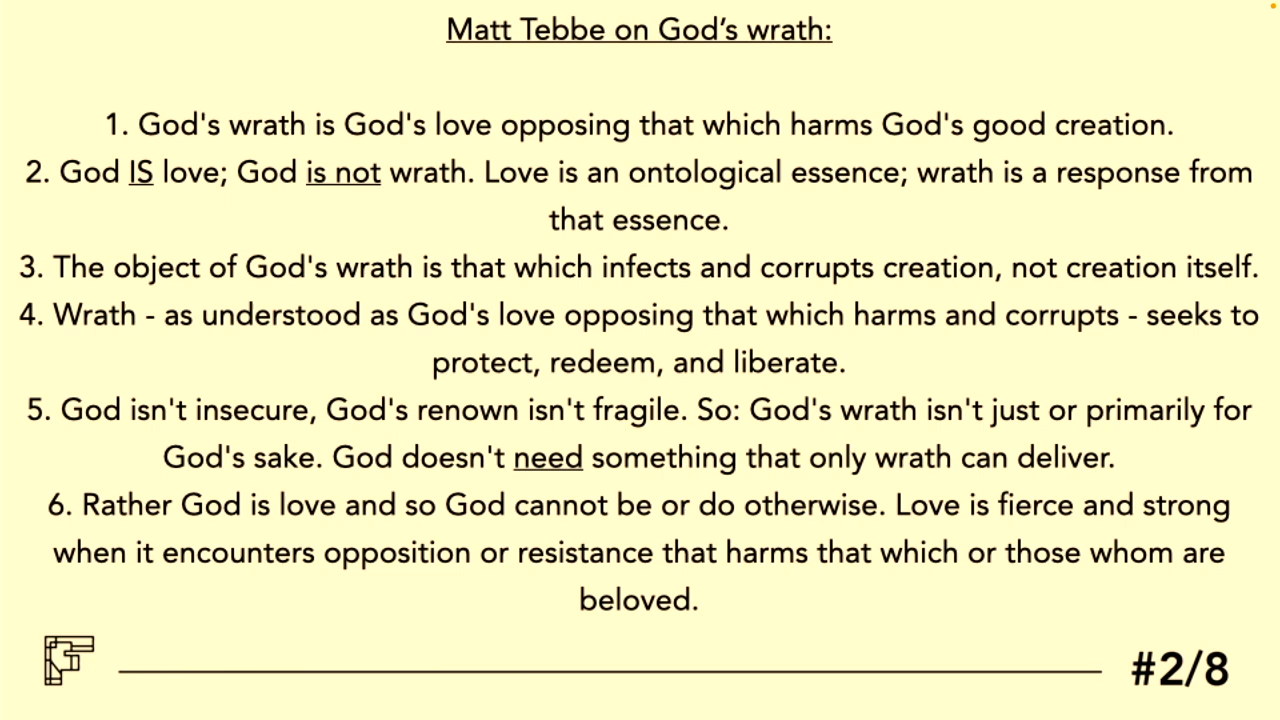 Matt Tebbe on God’s wrath:
1. God's wrath is God's love opposing that which harms God's good creation.
2. God IS love; God is not wrath. Love is an ontological essence; wrath is a response from
that essence.
3. The object of God's wrath is that which infects and corrupts creation, not creation itself.
4. Wrath - as understood as God's love opposing that which harms and corrupts - seeks to
protect, redeem, and liberate.
5. God isn't insecure, God's renown isn't fragile. So: God's wrath isn't just or primarily for
God's sake. God doesn't need something that only wrath can deliver.
6. Rather God is love and so God cannot be or do otherwise. Love is fierce and strong
when it encounters opposition or resistance that harms that which or those whom are
beloved.
#2/8